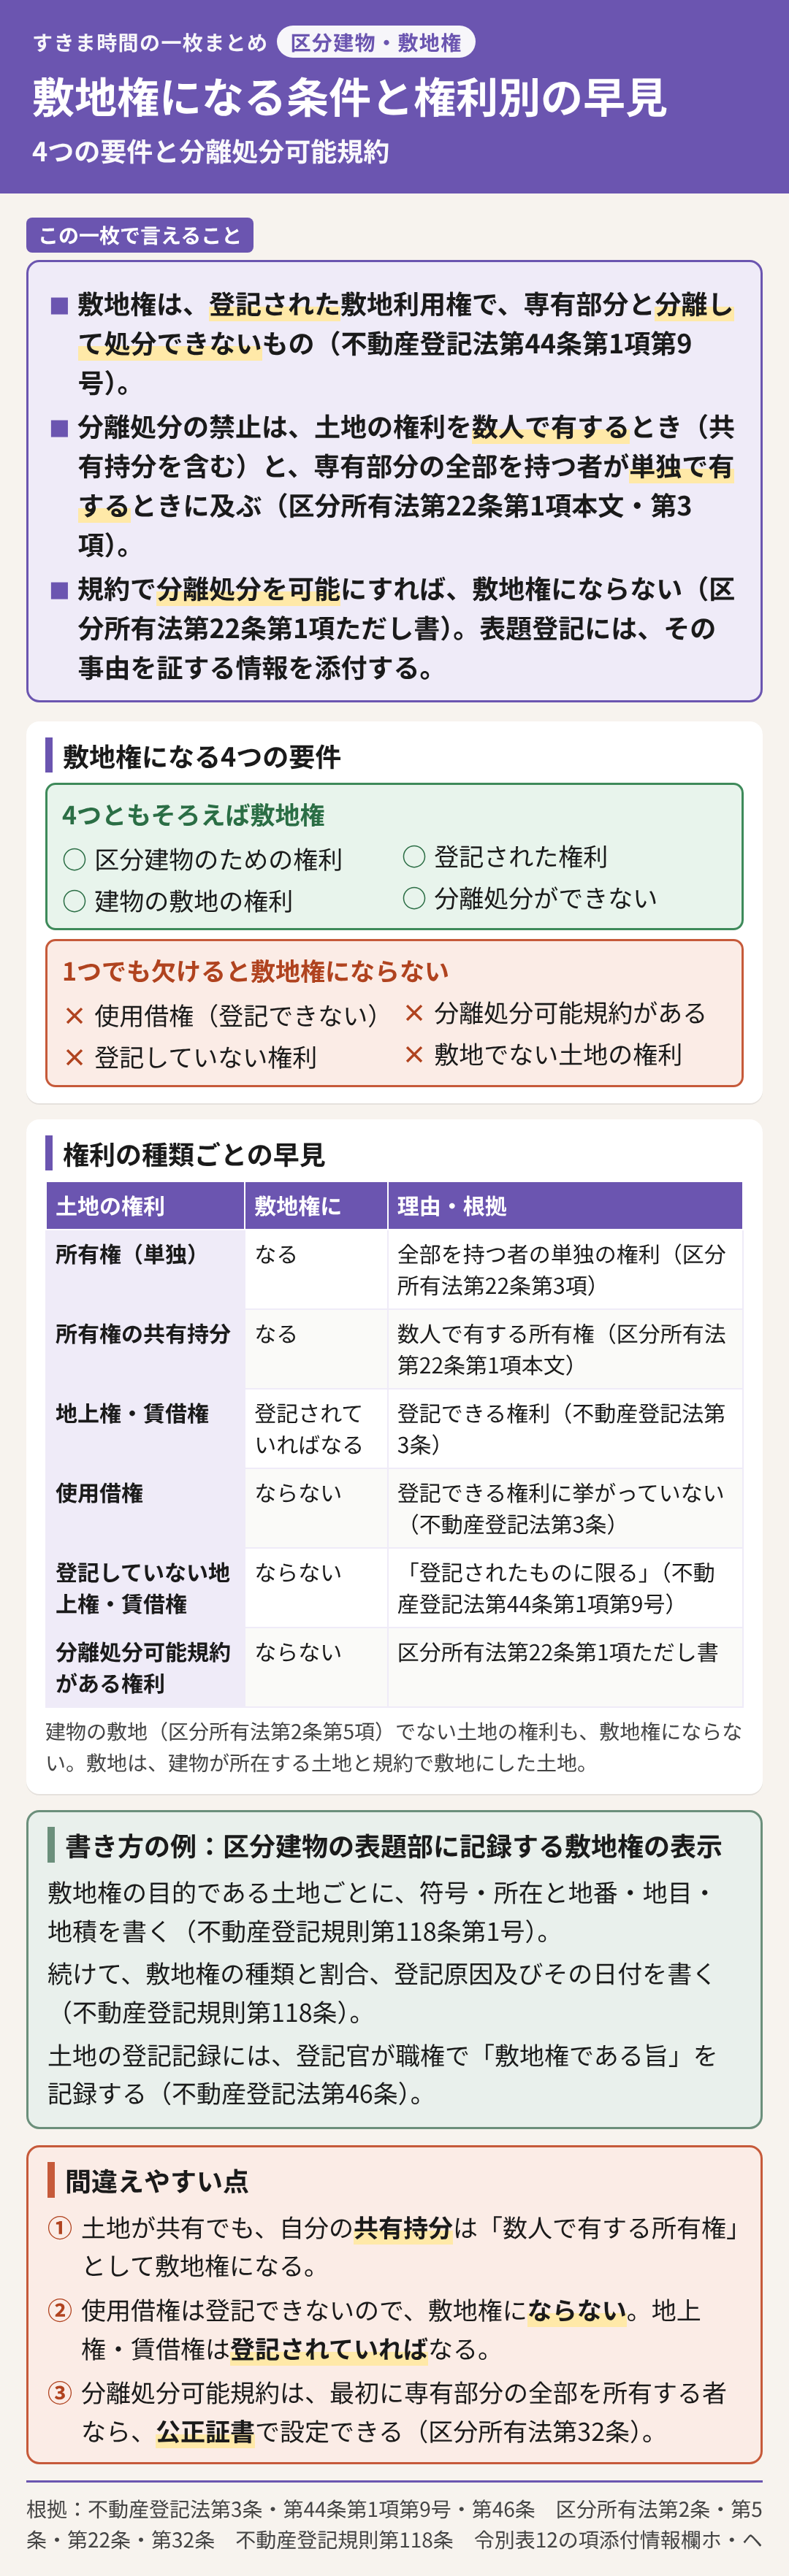 すきま時間の一枚まとめ 区分建物・敷地権
敷地権になる条件と権利別の早見
4つの要件と分離処分可能規約
この一枚で言えること
■ 敷地権は、登記された敷地利用権で、専有部分と分離し
て処分できないもの（不動産登記法第44条第1項第9
号）。
■ 分離処分の禁止は、土地の権利を数人で有するとき（共
有持分を含む）と、専有部分の全部を持つ者が単独で有
するときに及ぶ（区分所有法第22条第1項本文・第3
項）。
■ 規約で分離処分を可能にすれば、敷地権にならない（区
分所有法第22条第1項ただし書）。表題登記には、その
事由を証する情報を添付する。
敷地権になる4つの要件
4つともそろえば敷地権
○ 区分建物のための権利 ○ 登記された権利
○ 建物の敷地の権利 ○ 分離処分ができない
1つでも欠けると敷地権にならない
✕ 使用借権（登記できない） ✕ 分離処分可能規約がある
✕ 登記していない権利 ✕ 敷地でない土地の権利
権利の種類ごとの早見
土地の権利 敷地権に 理由・根拠
所有権（単独） なる 全部を持つ者の単独の権利（区分
所有法第22条第3項）
所有権の共有持分 なる 数人で有する所有権（区分所有法
第22条第1項本文）
地上権・賃借権 登記されて 登記できる権利（不動産登記法第
いればなる 3条）
使用借権 ならない 登記できる権利に挙がっていない
（不動産登記法第3条）
登記していない地 ならない 「登記されたものに限る」（不動
上権・賃借権 産登記法第44条第1項第9号）
分離処分可能規約 ならない 区分所有法第22条第1項ただし書
がある権利
建物の敷地（区分所有法第2条第5項）でない土地の権利も、敷地権にならな
い。敷地は、建物が所在する土地と規約で敷地にした土地。
書き方の例：区分建物の表題部に記録する敷地権の表示
敷地権の目的である土地ごとに、符号・所在と地番・地目・
地積を書く（不動産登記規則第118条第1号）。
続けて、敷地権の種類と割合、登記原因及びその日付を書く
（不動産登記規則第118条）。
土地の登記記録には、登記官が職権で「敷地権である旨」を
記録する（不動産登記法第46条）。
間違えやすい点
① 土地が共有でも、自分の共有持分は「数人で有する所有権」
として敷地権になる。
② 使用借権は登記できないので、敷地権にならない。地上
権・賃借権は登記されていればなる。
③ 分離処分可能規約は、最初に専有部分の全部を所有する者
なら、公正証書で設定できる（区分所有法第32条）。
根拠：不動産登記法第3条・第44条第1項第9号・第46条　区分所有法第2条・第5
条・第22条・第32条　不動産登記規則第118条　令別表12の項添付情報欄ホ・ヘ